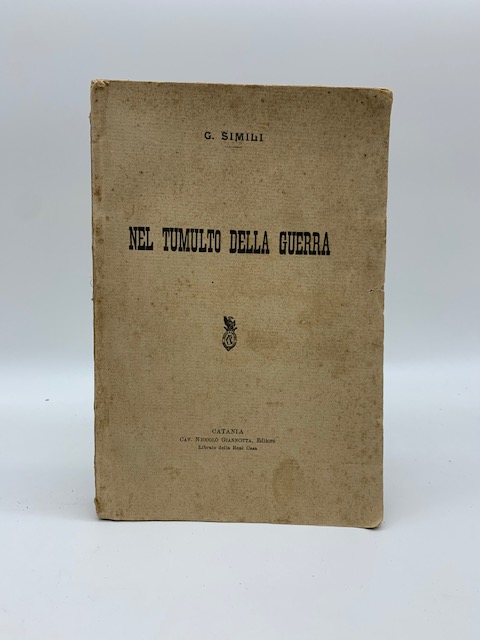 G. SIMILI
NEL TUMULTO DELLA GUERRA
CATANIA
Cav. Niccolò Giannotta, Editore
Libraio della Real Casa